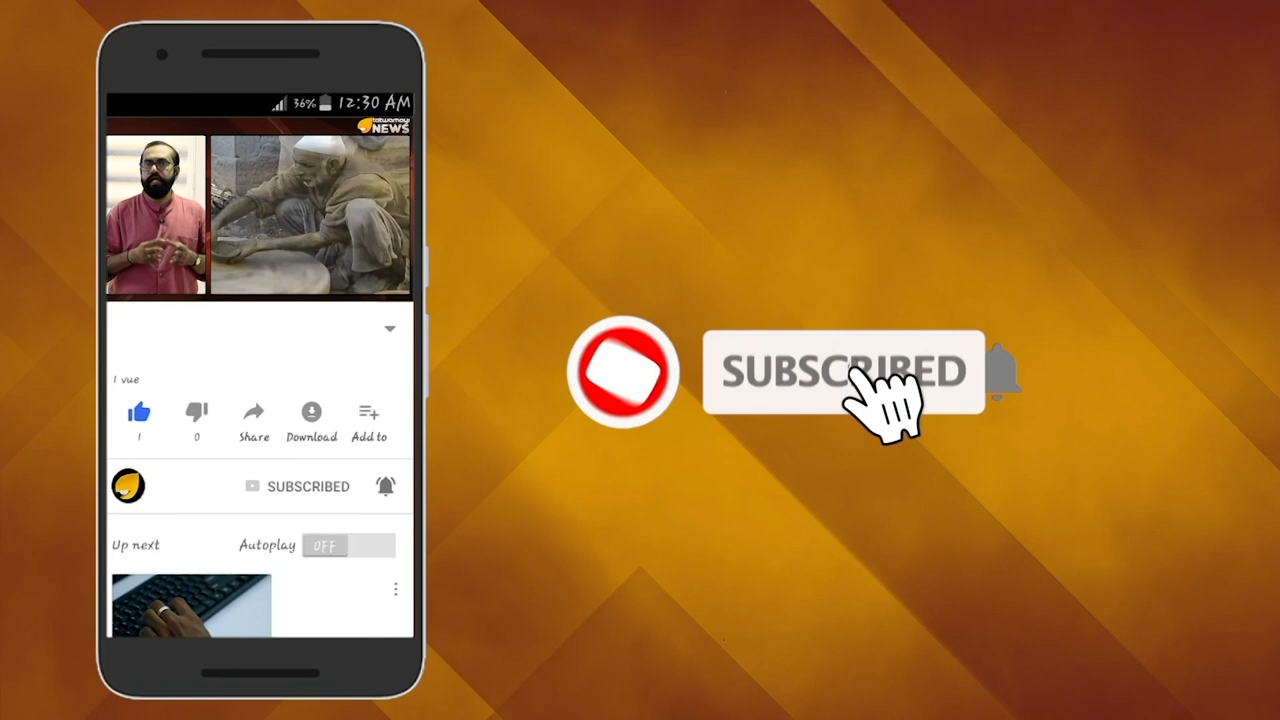 36% 12:30 AM
tatwamayi
NEWS
1 vue
1
0
Share
Download
Add to
SUBSCRIBED
Up next
Autoplay
OFF
SUBSCRIBED